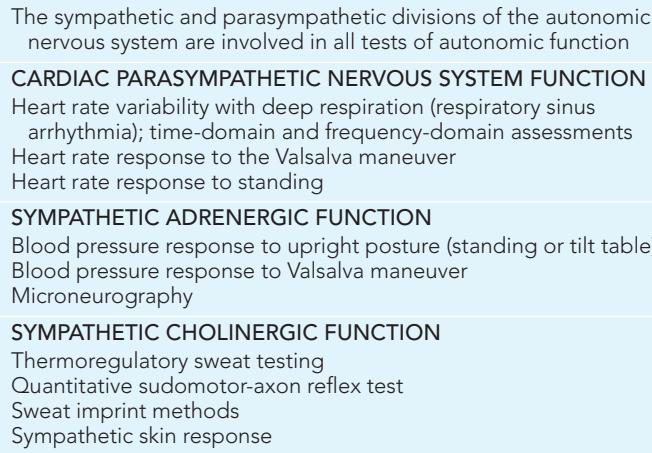 The sympathetic and parasympathetic divisions of the autonomic
nervous system are involved in all tests of autonomic function
CARDIAC PARASYMPATHETIC NERVOUS SYSTEM FUNCTION
Heart rate variability with deep respiration (respiratory sinus
arrhythmia); time-domain and frequency-domain assessments
Heart rate response to the Valsalva maneuver
Heart rate response to standing
SYMPATHETIC ADRENERGIC FUNCTION
Blood pressure response to upright posture (standing or tilt table)
Blood pressure response to Valsalva maneuver
Microneurography
SYMPATHETIC CHOLINERGIC FUNCTION
Thermoregulatory sweat testing
Quantitative sudomotor-axon reflex test
Sweat imprint methods
Sympathetic skin response